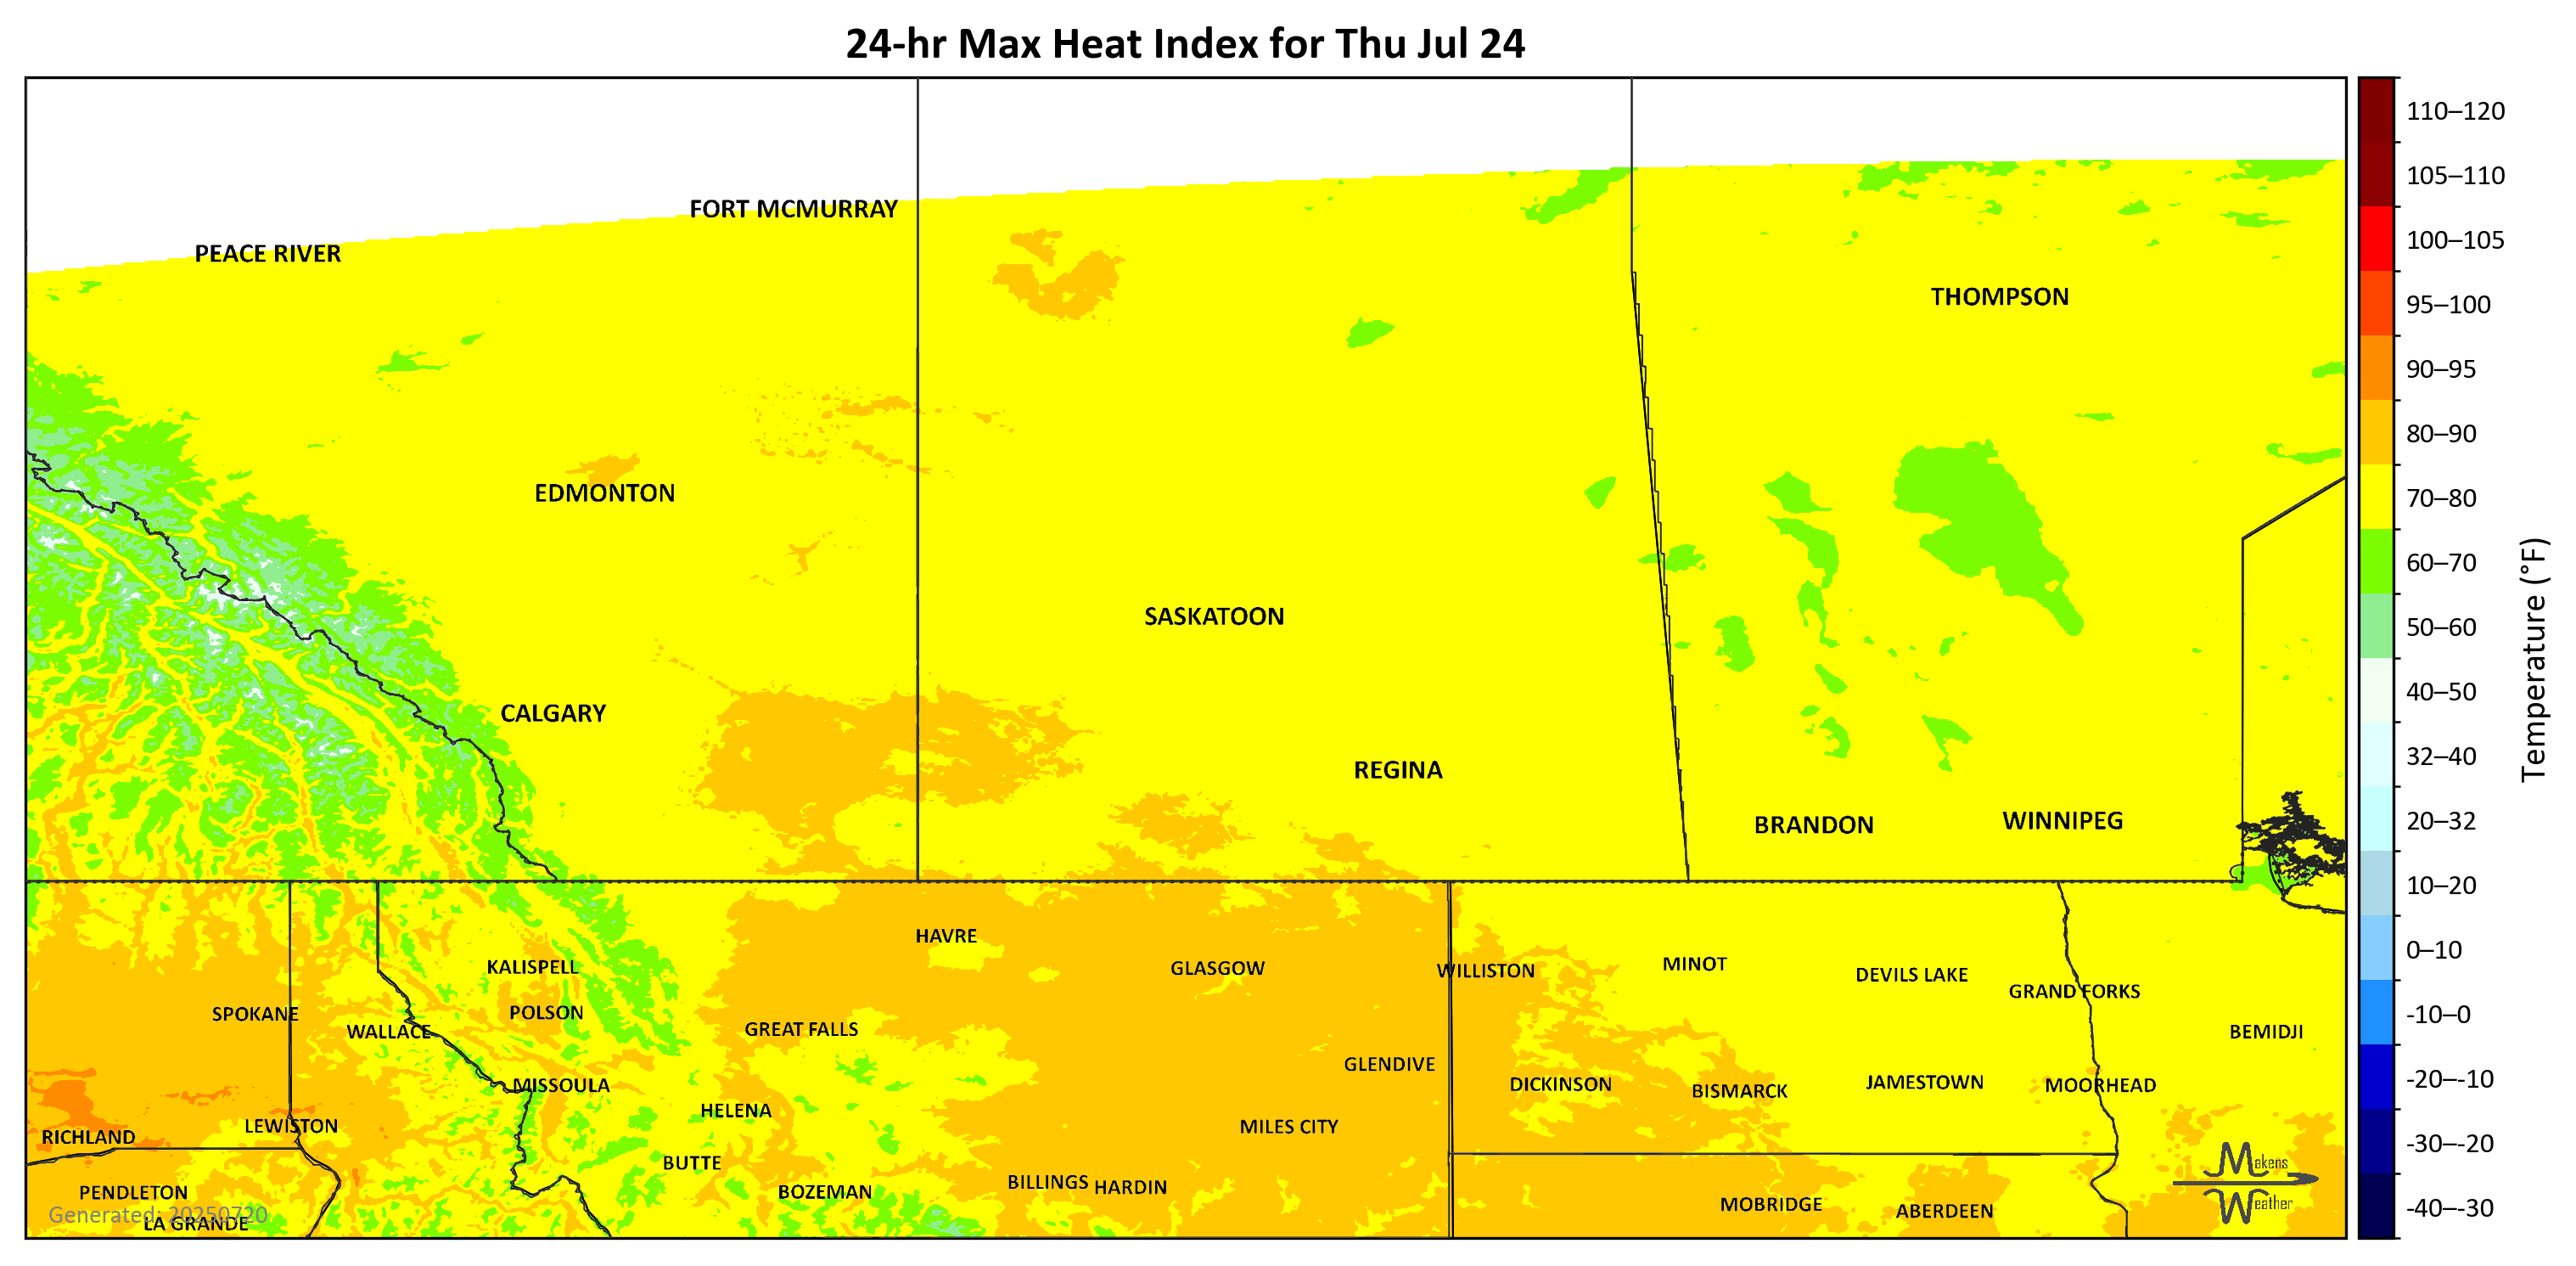 24-hr Max Heat Index for Thu Jul 24
FORT MCMURRAY
PEACE RIVER
THOMPSON
EDMONTON
SASKATOON
CALGARY
REGINA
BRANDON
WINNIPEG
HAVRE
KALISPELL
GLASGOW
WILLISTON
MINOT
DEVILS LAKE
GRAND FORKS
SPOKANE
POLSON
WALLACE
GREAT FALLS
BEMIDJI
GLENDIVE
MISSOULA
DICKINSON
BISMARCK
JAMESTOWN
MOORHEAD
HELENA
LEWISTON
MILES CITY
RICHLAND
BUTTE
BILLINGS
HARDIN
PENDLETON
BOZEMAN
MOBRIDGE
ABERDEEN
Generated: 20250720
LA GRANDE
Makens
Weather
110–120
105–110
100–105
95–100
90–95
80–90
70–80
60–70
50–60
40–50
32–40
20–32
10–20
0–10
-10–0
-20–-10
-30–-20
-40–-30
Temperature (°F)